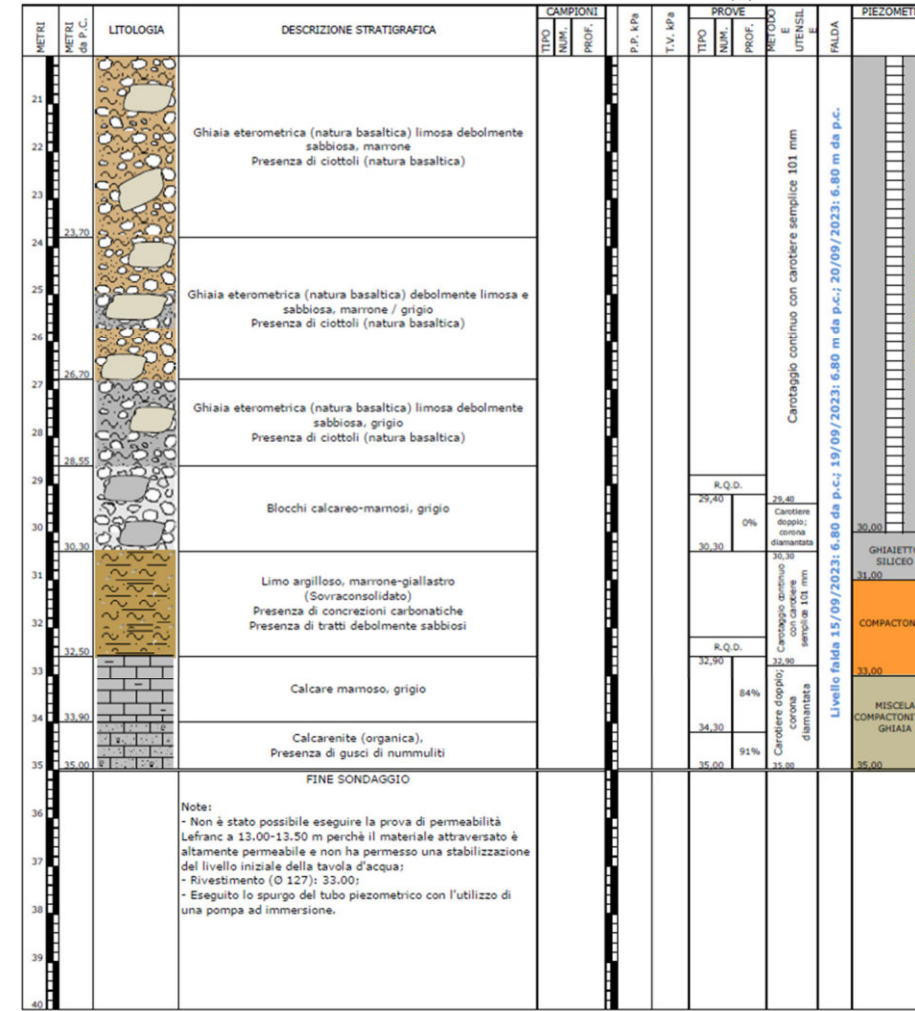 METRI
METRI da P.C.
LITOLOGIA
DESCRIZIONE STRATIGRAFICA
CAMPIONI
TIPO
NUM.
PROF.
P.P. kPa
T.V. kPa
PROVE
TIPO
NUM.
PROF.
METODO E UTENSIL E
FALDA
PIEZOMET
21
22
23
23,70
24
25
26
26,70
27
28
28,55
29
30
30,30
31
32
32,50
33
33,90
34
35
35,00
36
37
38
39
40
Ghiaia eterometrica (natura basaltica) limosa debolmente
sabbiosa, marrone
Presenza di ciottoli (natura basaltica)
Ghiaia eterometrica (natura basaltica) debolmente limosa e
sabbiosa, marrone / grigio
Presenza di ciottoli (natura basaltica)
Ghiaia eterometrica (natura basaltica) limosa debolmente
sabbiosa, grigio
Presenza di ciottoli (natura basaltica)
Blocchi calcareo-marnosi, grigio
Limo argilloso, marrone-giallastro
(Sovraconsolidato)
Presenza di concrezioni carbonatiche
Presenza di tratti debolmente sabbiosi
Calcare marnoso, grigio
Calcarenite (organica),
Presenza di gusci di nummuliti
FINE SONDAGGIO
Note:
- Non è stato possibile eseguire la prova di permeabilità
Lefranc a 13.00-13.50 m perchè il materiale attraversato è
altamente permeabile e non ha permesso una stabilizzazione
del livello iniziale della tavola d'acqua;
- Rivestimento (Ø 127): 33.00;
- Eseguito lo spurgo del tubo piezometrico con l'utilizzo di
una pompa ad immersione.
R.Q.D.
29,40
0%
30,30
R.Q.D.
32,90
84%
34,30
91%
35,00
Carotaggio continuo con carotiere semplice 101 mm
29,40
Carotiere
doppio;
corona
diamantata
30,30
Carotaggio continuo
con carotiere
semplice 101 mm
32,90
Carotiere doppio;
corona
diamantata
35,00
Livello falda 15/09/2023: 6.80 da p.c.; 19/09/2023: 6.80 m da p.c.; 20/09/2023: 6.80 m da p.c.
30,00
GHIAIETTO
SILICEO
31,00
COMPACTON
33,00
MISCELA
COMPACTONI
GHIAIA
35,00